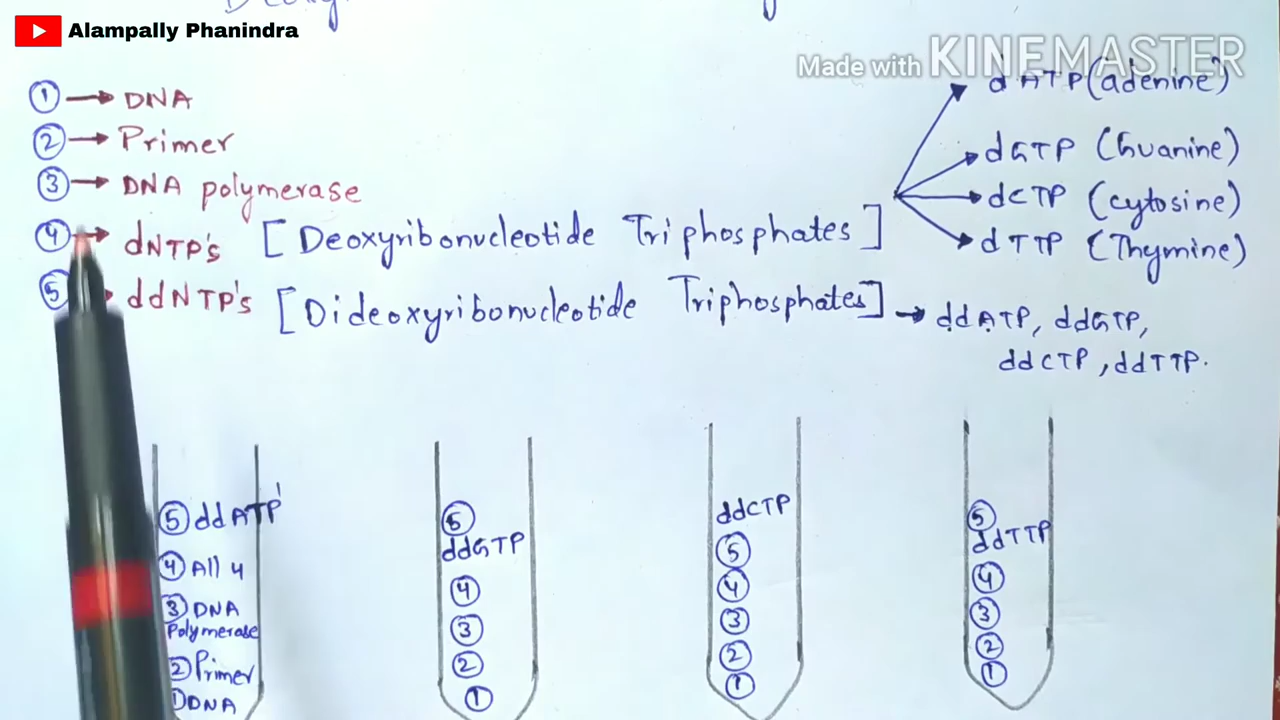 Alampally Phanindra
Made with KINEMASTER
① → DNA
② → Primer
③ → DNA polymerase
④ → dNTP's [Deoxyribonucleotide Triphosphates]
dATP (adenine)
dGTP (Guanine)
dCTP (cytosine)
dTTP (Thymine)
⑤ → ddNTP's [Dideoxyribonucleotide Triphosphates] → ddATP, ddGTP,
ddCTP, ddTTP.
⑤ ddATP'
④ All 4
③ DNA
Polymerase
② Primer
① DNA
⑤
ddGTP
④
③
②
①
ddCTP
⑤
④
③
②
①
⑤
ddTTP
④
③
②
①